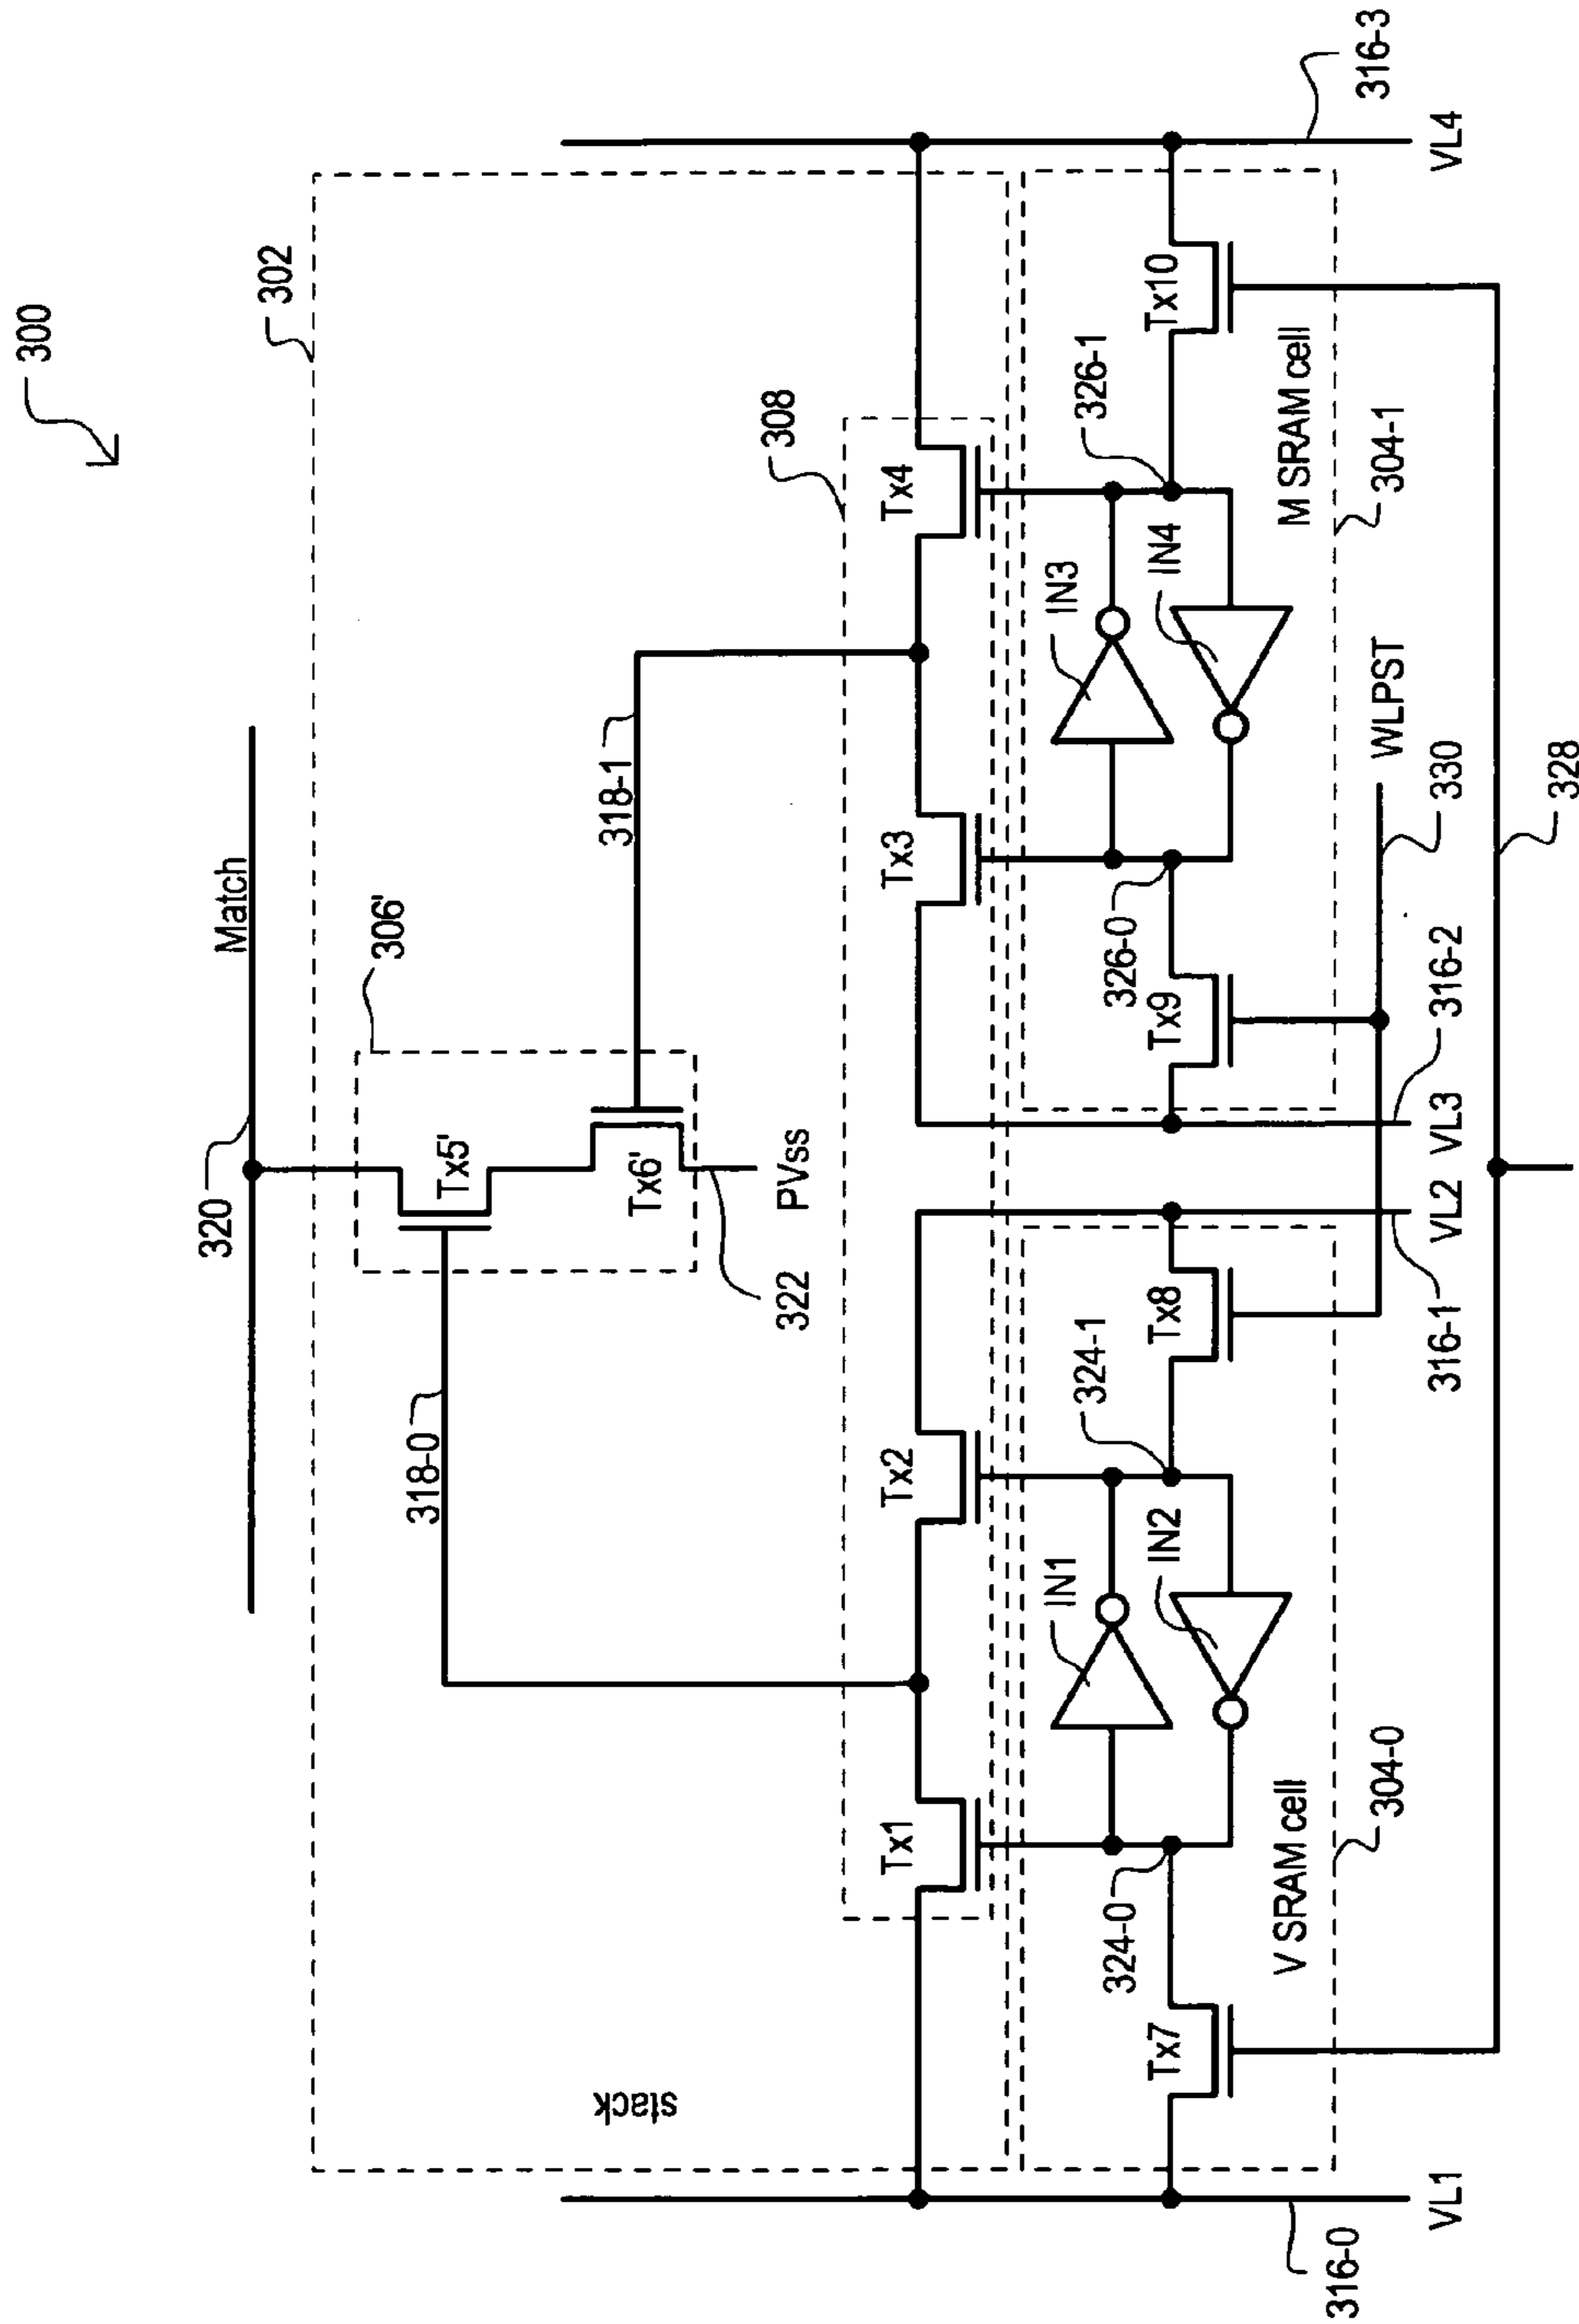 300
302
Match
320
306'
Tx5'
Tx6'
318-0
318-1
322
PVss
stack
308
Tx1
Tx2
Tx3
Tx4
IN1
324-1
IN3
326-1
324-0
Tx7
IN2
Tx8
326-0
Tx9
IN4
Tx10
V SRAM cell
M SRAM cell
304-0
304-1
WLPST
316-0
VL1
316-1
VL2
VL3
316-2
330
316-3
VL4
328